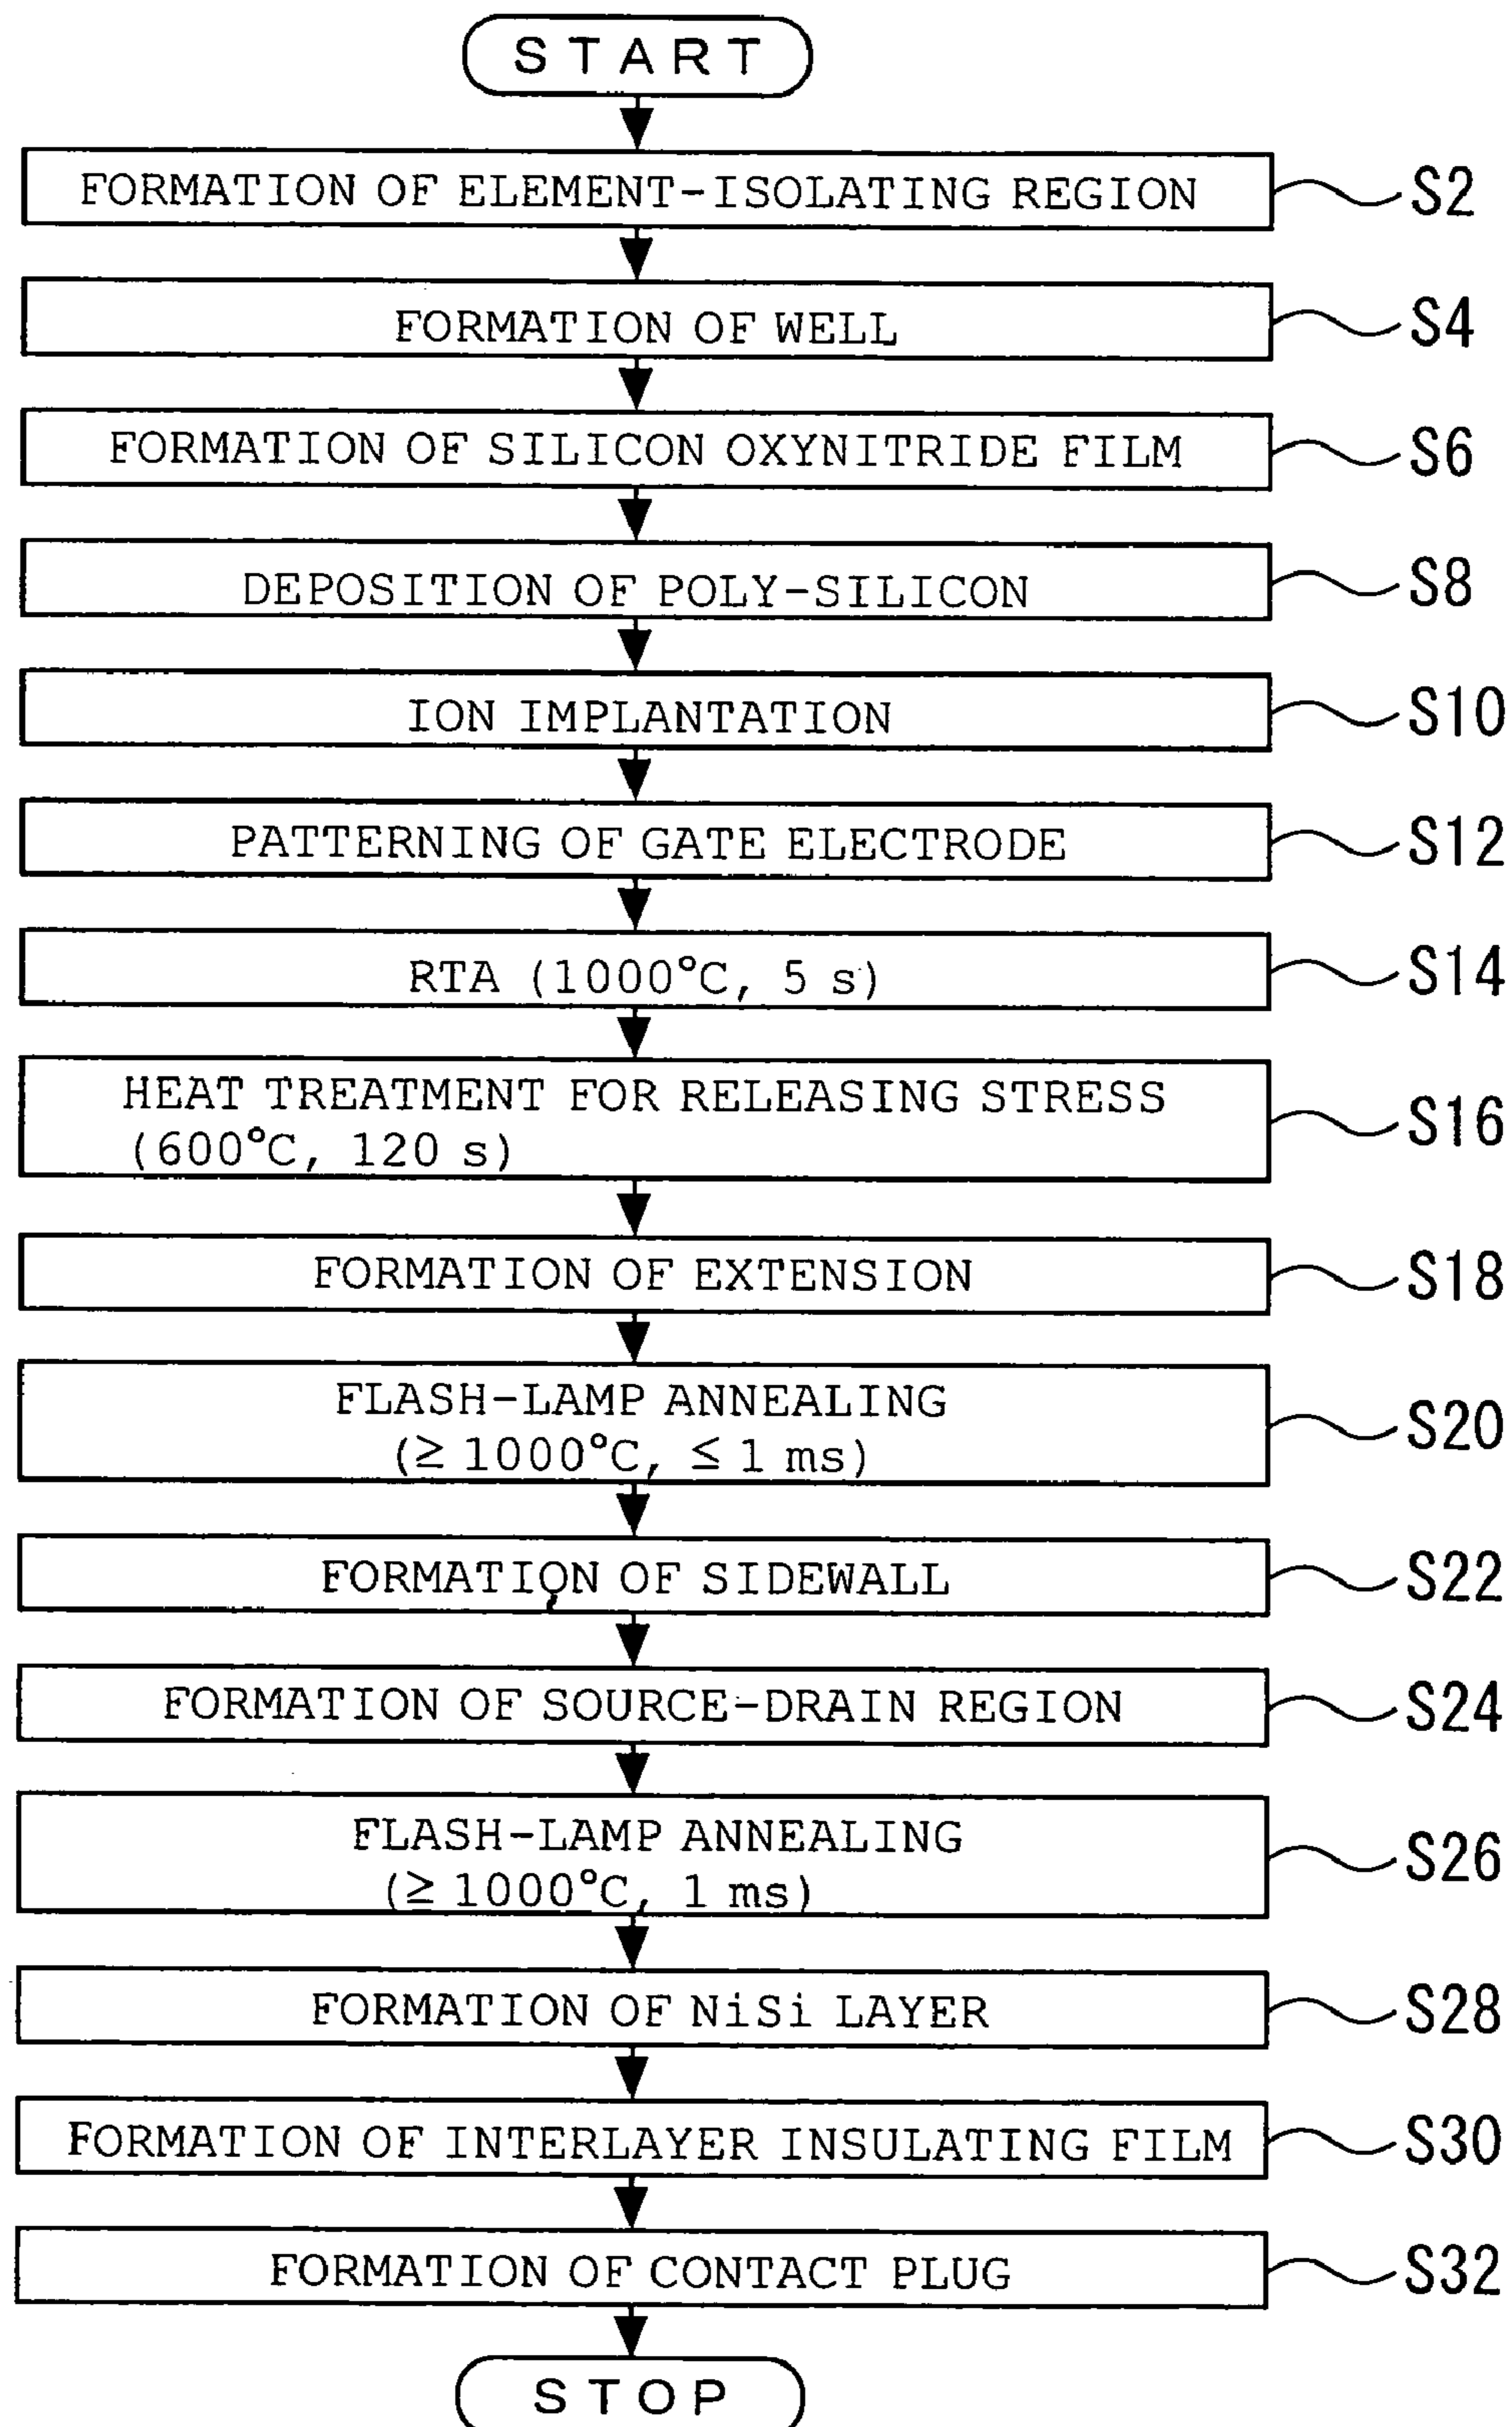 START
FORMATION OF ELEMENT-ISOLATING REGION S2
FORMATION OF WELL S4
FORMATION OF SILICON OXYNITRIDE FILM S6
DEPOSITION OF POLY-SILICON S8
ION IMPLANTATION S10
PATTERNING OF GATE ELECTRODE S12
RTA (1000°C, 5 s) S14
HEAT TREATMENT FOR RELEASING STRESS
(600°C, 120 s) S16
FORMATION OF EXTENSION S18
FLASH-LAMP ANNEALING
(≥ 1000°C, ≤ 1 ms) S20
FORMATION OF SIDEWALL S22
FORMATION OF SOURCE-DRAIN REGION S24
FLASH-LAMP ANNEALING
(≥ 1000°C, 1 ms) S26
FORMATION OF NiSi LAYER S28
FORMATION OF INTERLAYER INSULATING FILM S30
FORMATION OF CONTACT PLUG S32
STOP